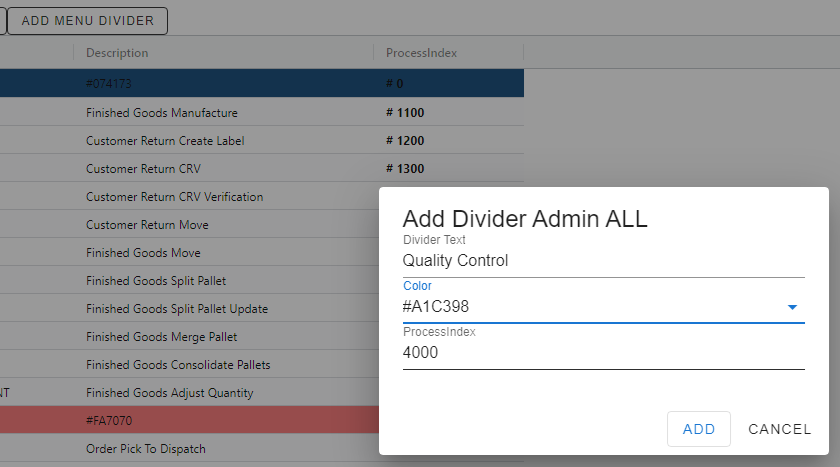 ADD MENU DIVIDER
Description ProcessIndex
#074173 # 0
Finished Goods Manufacture # 1100
Customer Return Create Label # 1200
Customer Return CRV # 1300
Customer Return CRV Verification
Customer Return Move
Finished Goods Move
Finished Goods Split Pallet
Finished Goods Split Pallet Update
Finished Goods Merge Pallet
Finished Goods Consolidate Pallets
NT Finished Goods Adjust Quantity
#FA7070
Order Pick To Dispatch
Add Divider Admin ALL
Divider Text
Quality Control
Color
#A1C398
ProcessIndex
4000
ADD CANCEL